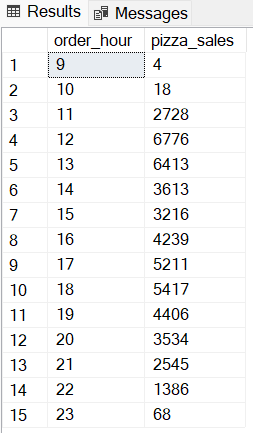 Results Messages
order_hour pizza_sales
1 9 4
2 10 18
3 11 2728
4 12 6776
5 13 6413
6 14 3613
7 15 3216
8 16 4239
9 17 5211
10 18 5417
11 19 4406
12 20 3534
13 21 2545
14 22 1386
15 23 68